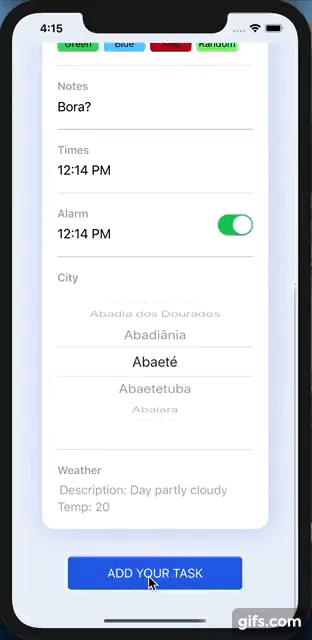 4:15
Green Blue Random
Notes
Bora?
Times
12:14 PM
Alarm
12:14 PM
City
Abadia dos Dourados
Abadiânia
Abaeté
Abaetetuba
Abaiara
Weather
Description: Day partly cloudy
Temp: 20
ADD YOUR TASK
gifs.com